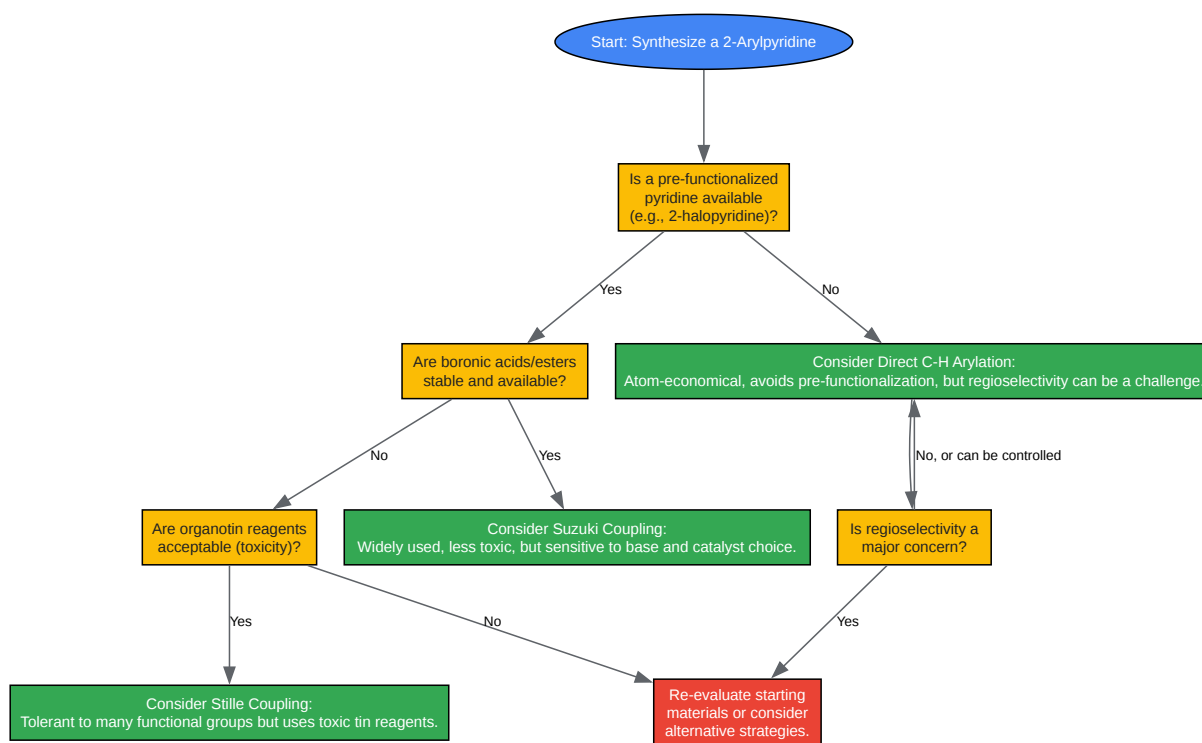 Start: Synthesize a 2-Arylpyridine
Is a pre-functionalized
pyridine available
(e.g., 2-halopyridine)?
Yes
No
Are boronic acids/esters
stable and available?
Consider Direct C-H Arylation:
Atom-economical, avoids pre-functionalization, but regioselectivity can be a challenge.
No
Yes
No, or can be controlled
Are organotin reagents
acceptable (toxicity)?
Consider Suzuki Coupling:
Widely used, less toxic, but sensitive to base and catalyst choice.
Is regioselectivity a
major concern?
Yes
No
Yes
Consider Stille Coupling:
Tolerant to many functional groups but uses toxic tin reagents.
Re-evaluate starting
materials or consider
alternative strategies.